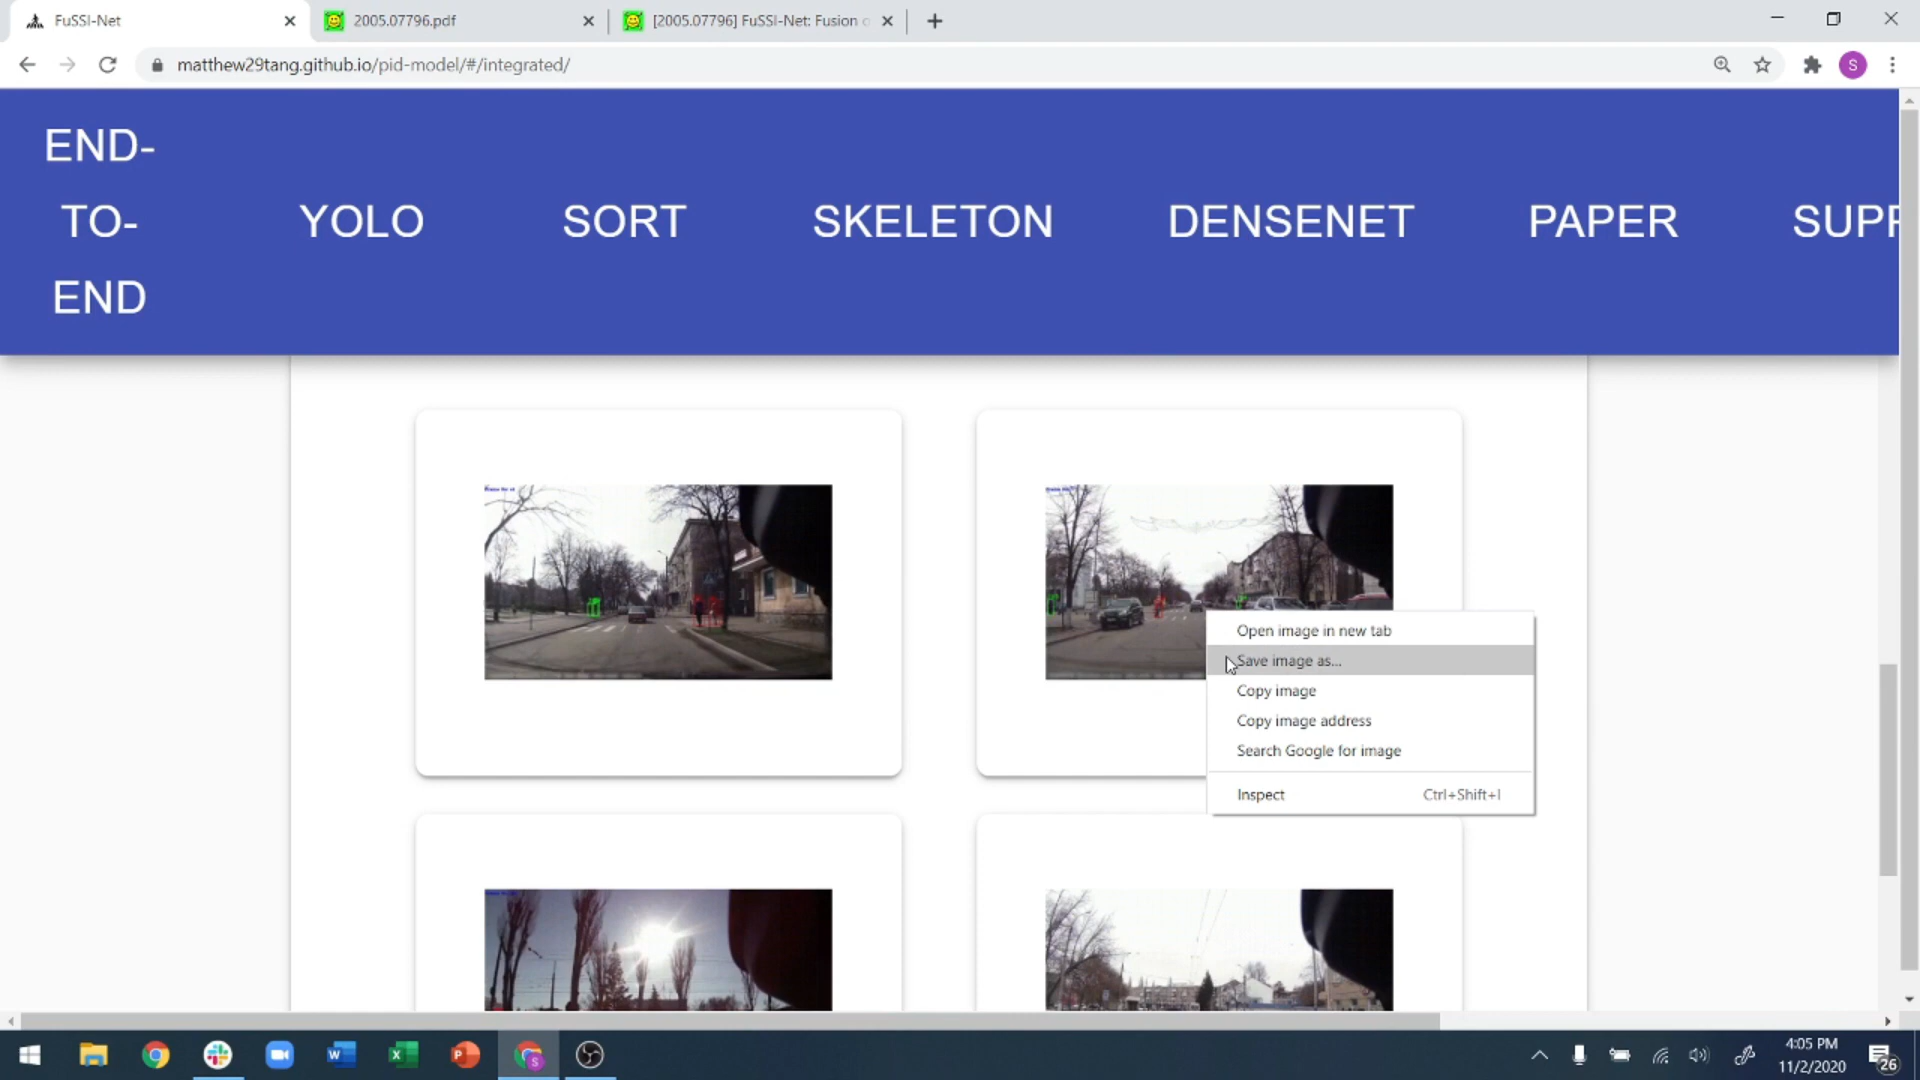 FuSSI-Net
2005.07796.pdf
[2005.07796] FuSSI-Net: Fusion o
matthew29tang.github.io/pid-model/#/integrated/
S
END-
TO-
END
YOLO
SORT
SKELETON
DENSENET
PAPER
SUPP
Open image in new tab
Save image as...
Copy image
Copy image address
Search Google for image
Inspect
Ctrl+Shift+I
W
X
P
S
4:05 PM
11/2/2020
26